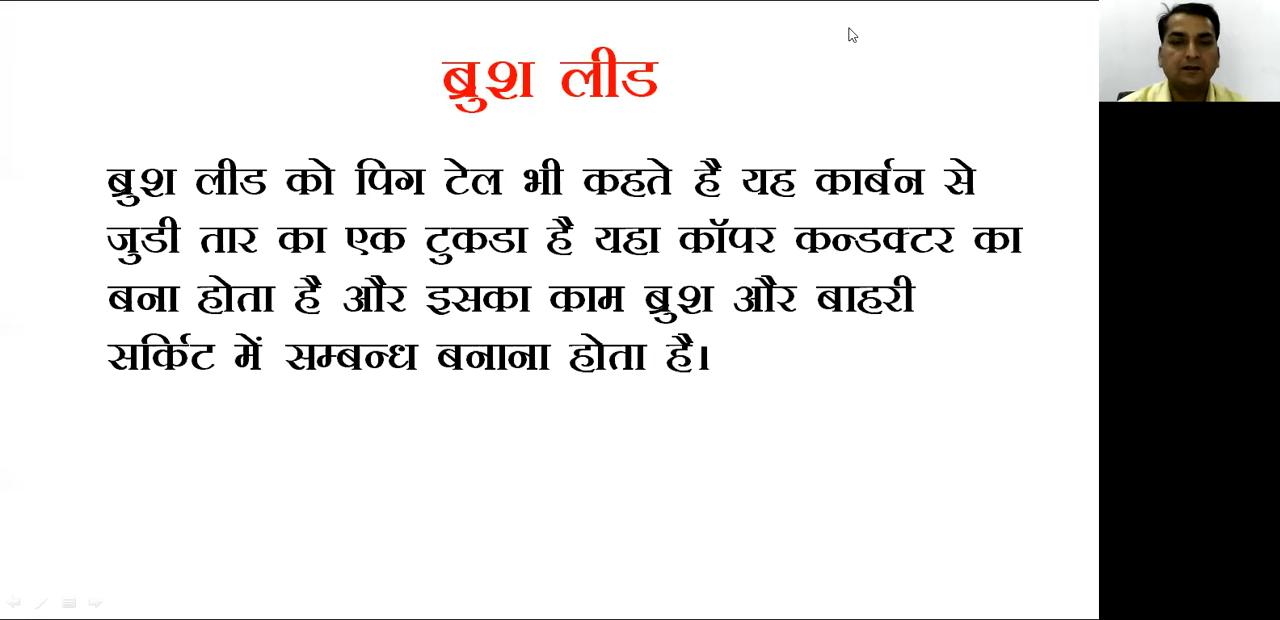 ब्रुश लीड
ब्रुश लीड को पिग टेल भी कहते है यह कार्बन से
जुडी तार का एक टुकडा है यहा कॉपर कन्डक्टर का
बना होता है और इसका काम ब्रुश और बाहरी
सर्किट में सम्बन्ध बनाना होता है।